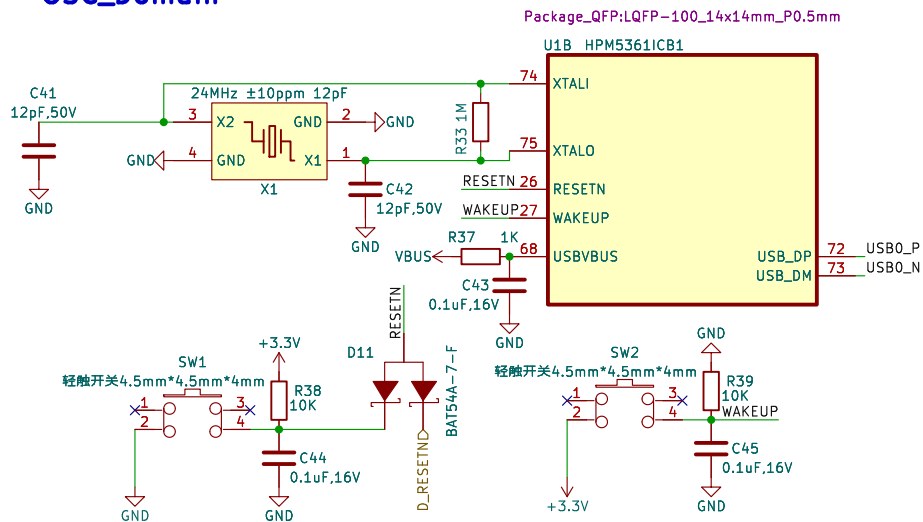 Package_QFP:LQFP-100_14x14mm_P0.5mm
U1B HPM5361ICB1
C41
12pF,50V
GND
24MHz ±10ppm 12pF
3 X2
GND 2 GND
GND 4 GND
X1 1
X1
R33 1M
C42
12pF,50V
GND
74 XTALI
75 XTALO
RESETN 26 RESETN
WAKEUP 27 WAKEUP
VBUS R37 1K 68 USBVBUS
USB_DP 72 USB0_P
USB_DM 73 USB0_N
C43
0.1uF,16V
GND
SW1
轻触开关4.5mm*4.5mm*4mm
1 3
2 4
GND
+3.3V
R38
10K
C44
0.1uF,16V
GND
RESETN
D11
BAT54A-7-F
D_RESETN
SW2
轻触开关4.5mm*4.5mm*4mm
1 3
2 4
+3.3V
GND
R39
10K
WAKEUP
C45
0.1uF,16V
GND